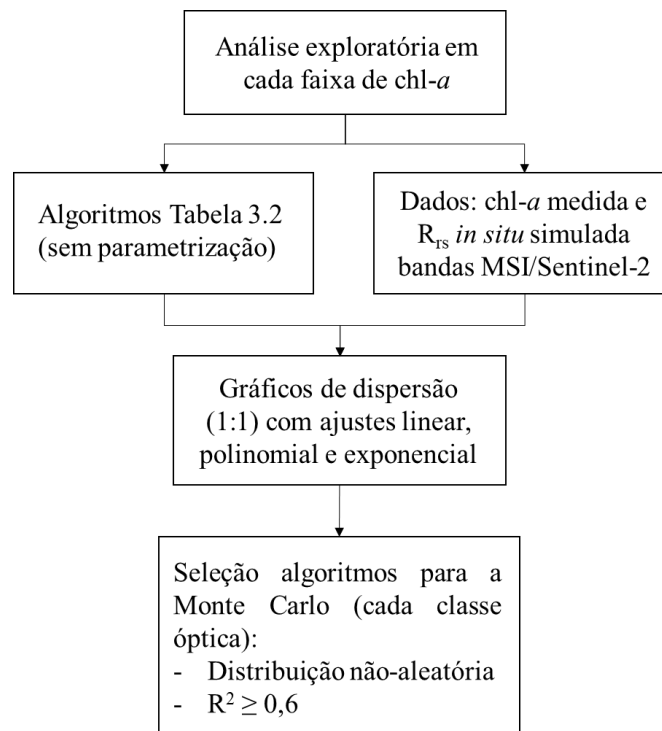 Análise exploratória em
cada faixa de chl-a
Algoritmos Tabela 3.2
(sem parametrização)
Dados: chl-a medida e
Rrs in situ simulada
bandas MSI/Sentinel-2
Gráficos de dispersão
(1:1) com ajustes linear,
polinomial e exponencial
Seleção algoritmos para a
Monte Carlo (cada classe
óptica):
- Distribuição não-aleatória
- R² ≥ 0,6